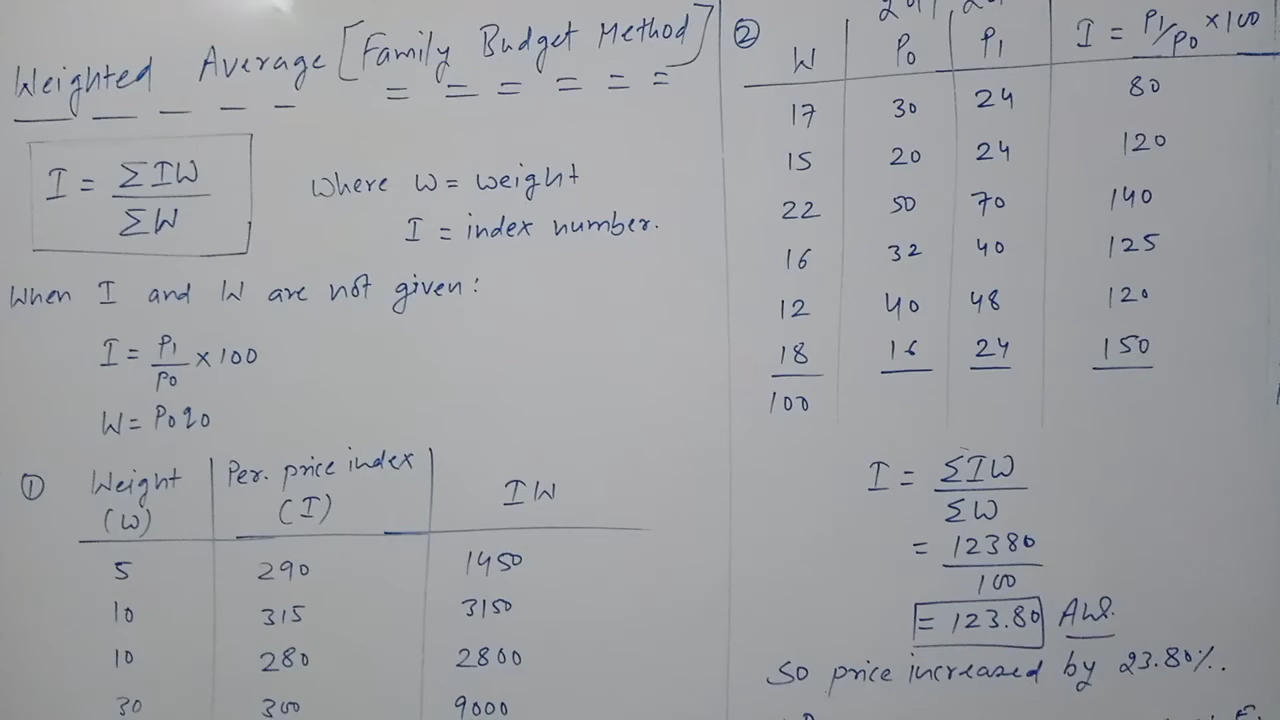 Weighted Average [Family Budget Method]
I = ΣIW / ΣW
Where W = weight
I = index number.
When I and W are not given:
I = P1/P0 × 100
W = P0q0
① Weight (W) | Per. price index (I) | IW
5 | 290 | 1450
10 | 315 | 3150
10 | 280 | 2800
30 | 300 | 9000
② W | P0 | P1 | I = P1/P0 × 100
17 | 30 | 24 | 80
15 | 20 | 24 | 120
22 | 50 | 70 | 140
16 | 32 | 40 | 125
12 | 40 | 48 | 120
18 | 16 | 24 | 150
100
I = ΣIW / ΣW
= 12380 / 100
= 123.80 Ans.
So price increased by 23.80%.